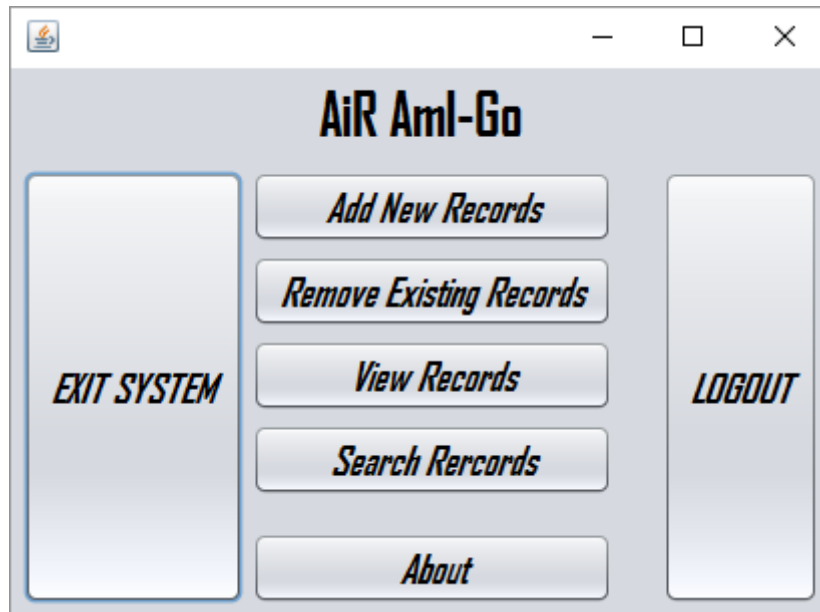 AiR AmI-Go
Add New Records
Remove Existing Records
View Records
Search Rercords
About
EXIT SYSTEM
LOGOUT